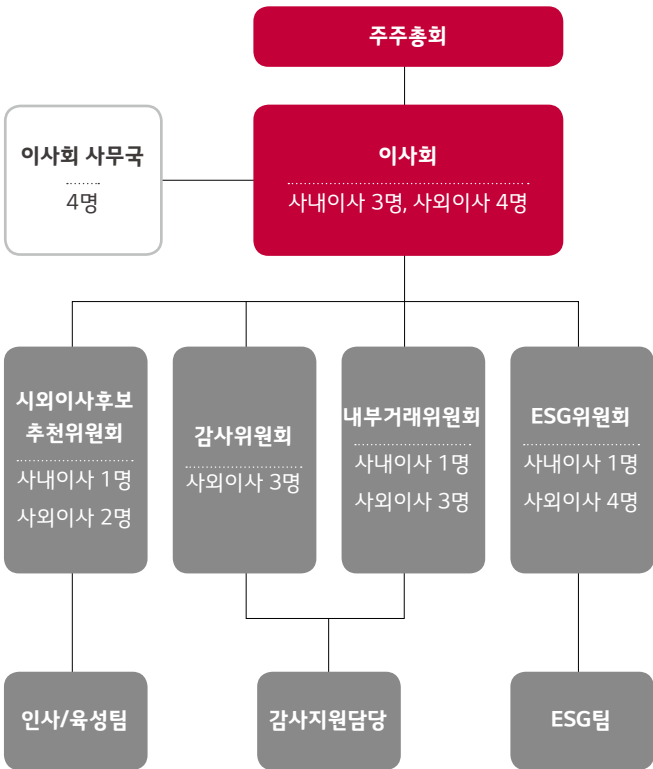 주주총회
이사회 사무국
4명
이사회
사내이사 3명, 사외이사 4명
시외이사후보
추천위원회
사내이사 1명
사외이사 2명
감사위원회
사외이사 3명
내부거래위원회
사내이사 1명
사외이사 3명
ESG위원회
사내이사 1명
사외이사 4명
인사/육성팀
감사지원담당
ESG팀